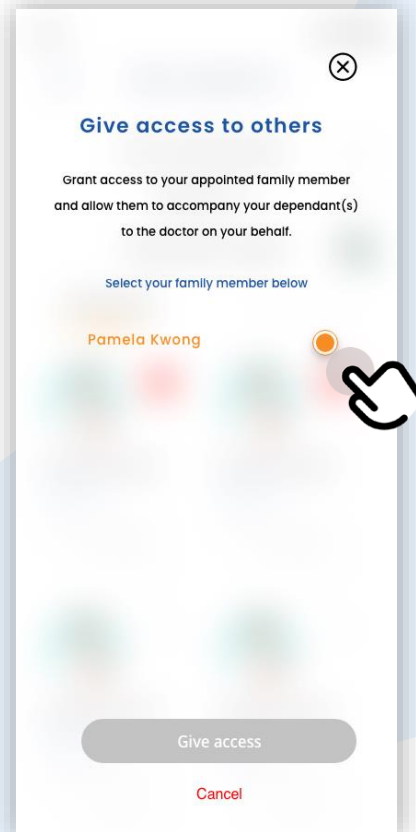 Give access to others
Grant access to your appointed family member
and allow them to accompany your dependant(s)
to the doctor on your behalf.
Select your family member below
Pamela Kwong
Give access
Cancel